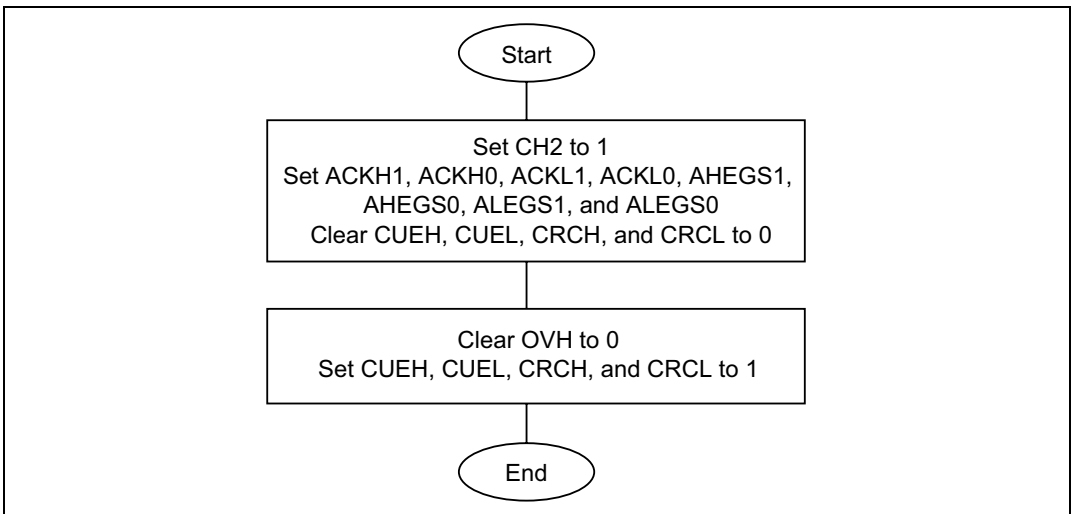 Start
Set CH2 to 1
Set ACKH1, ACKH0, ACKL1, ACKL0, AHEGS1,
AHEGS0, ALEGS1, and ALEGS0
Clear CUEH, CUEL, CRCH, and CRCL to 0
Clear OVH to 0
Set CUEH, CUEL, CRCH, and CRCL to 1
End